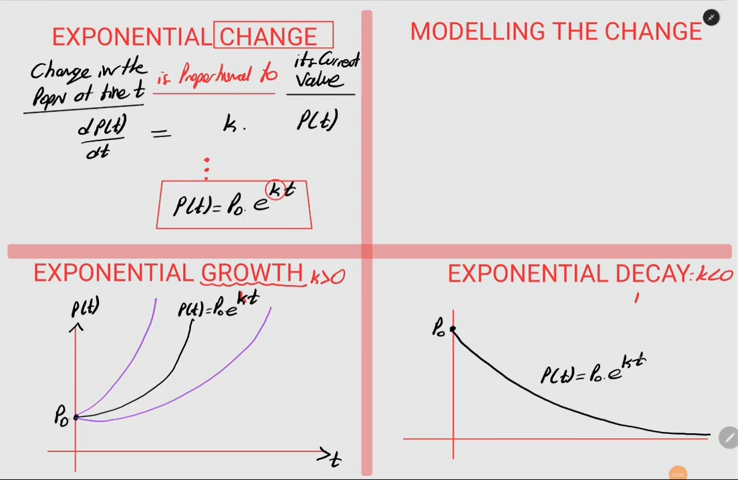 EXPONENTIAL CHANGE
Change in the is Proportional to its Current
Popn at time t Value
dP(t)/dt = k. P(t)
P(t)=P₀.e^kt
MODELLING THE CHANGE
EXPONENTIAL GROWTH k>0
P(t) P(t)=P₀e^kt
P₀
t
EXPONENTIAL DECAY: k<0
P₀
P(t)=P₀.e^kt